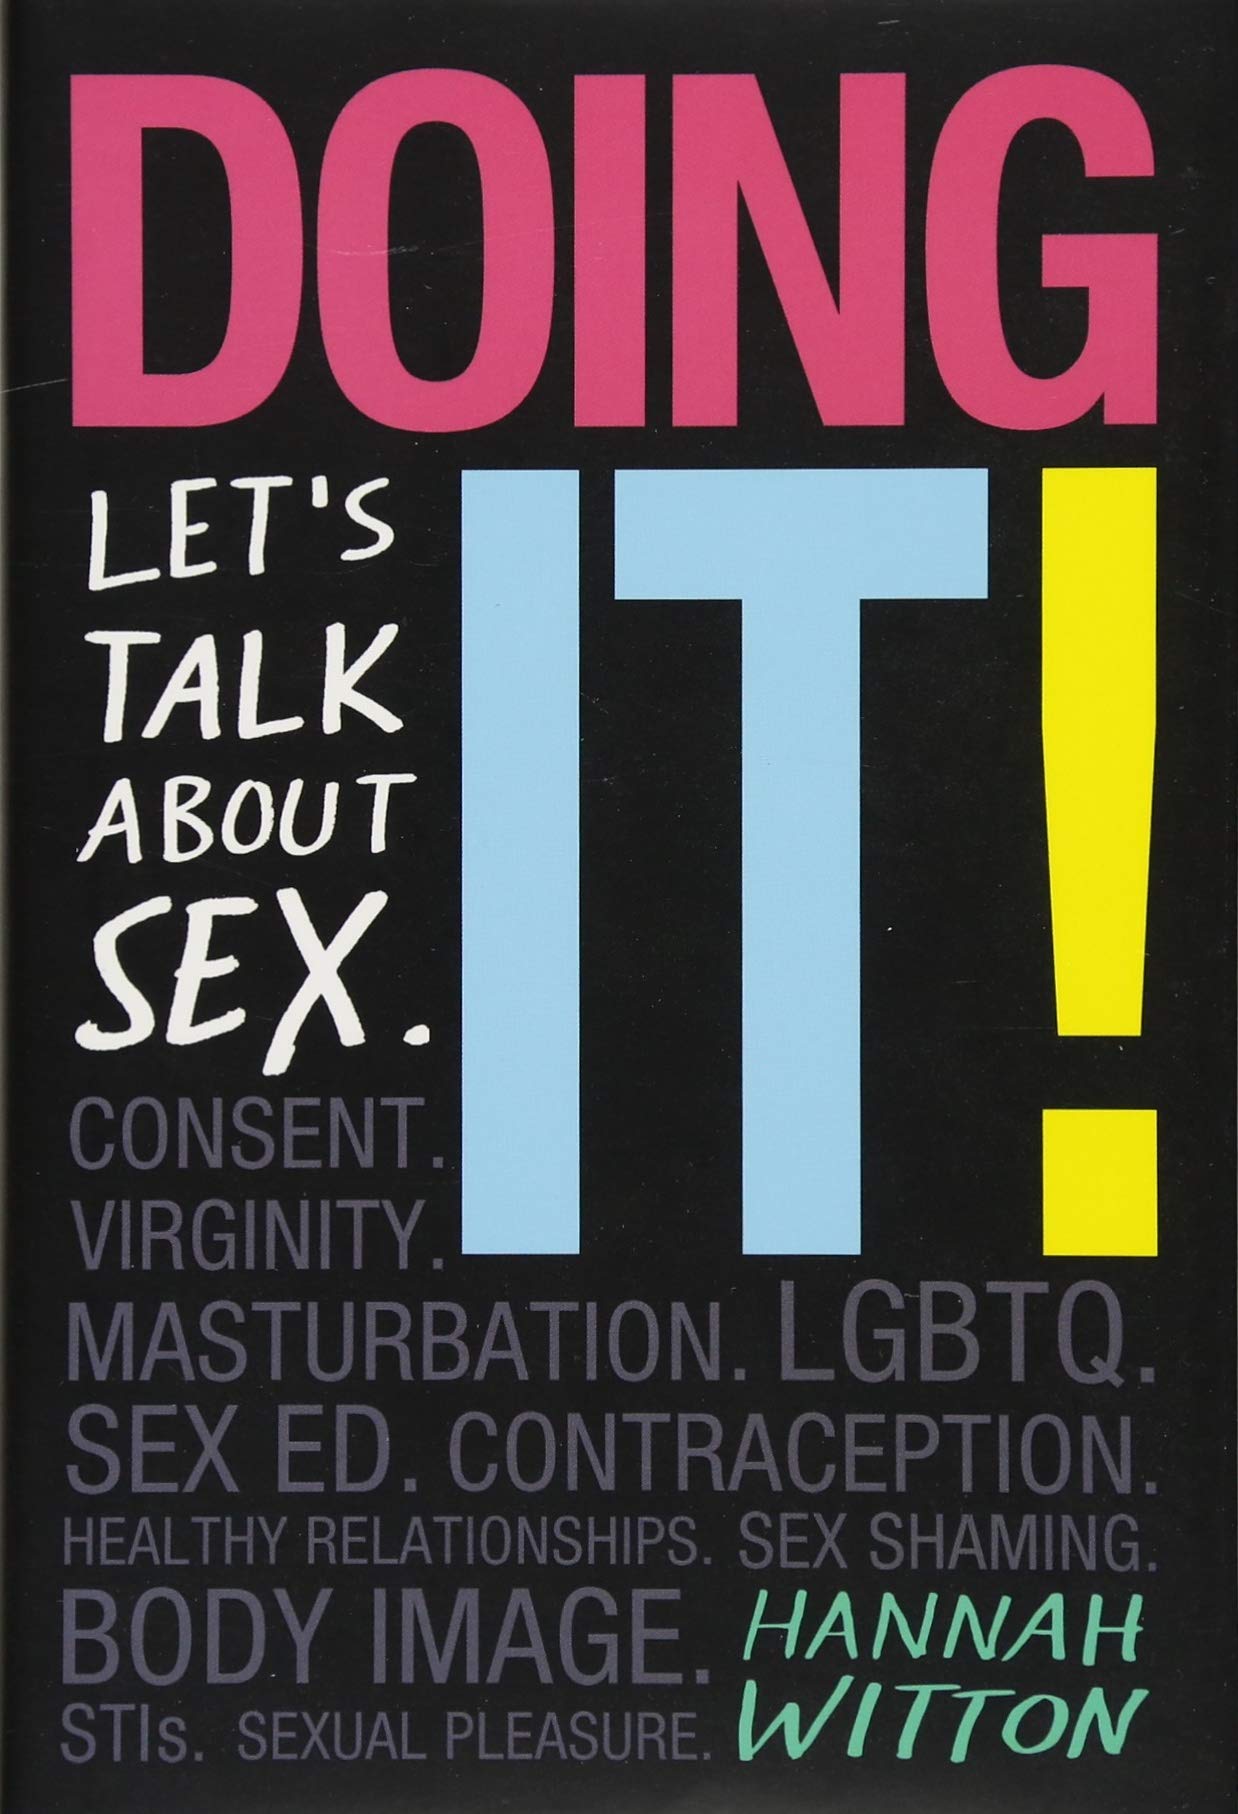 DOING
IT!
LET'S
TALK
ABOUT
SEX.
CONSENT.
VIRGINITY.
MASTURBATION. LGBTQ.
SEX ED. CONTRACEPTION.
HEALTHY RELATIONSHIPS. SEX SHAMING.
BODY IMAGE.
STIs. SEXUAL PLEASURE.
HANNAH
WITTON